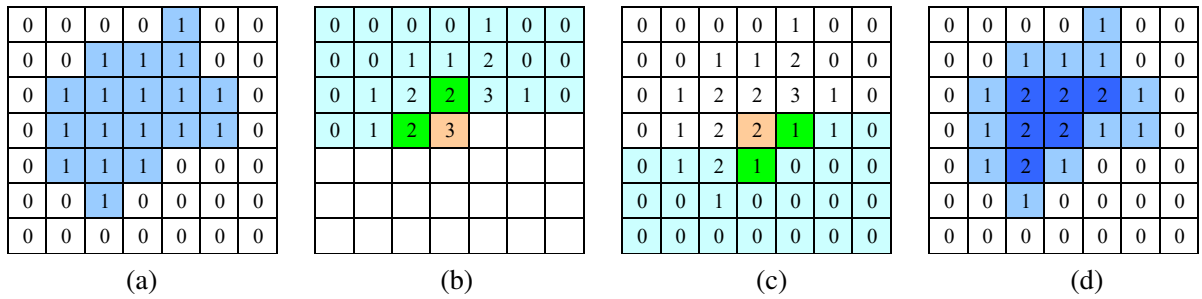 0 0 0 0 1 0 0 0 0 0 0 1 0 0 0 0 0 0 1 0 0 0 0 0 0 1 0 0
0 0 1 1 1 0 0 0 0 1 1 2 0 0 0 0 1 1 2 0 0 0 0 1 1 1 0 0
0 1 1 1 1 1 0 0 1 2 2 3 1 0 0 1 2 2 3 1 0 0 1 2 2 2 1 0
0 1 1 1 1 1 0 0 1 2 3 0 1 2 2 1 1 0 0 1 2 2 1 1 0
0 1 1 1 0 0 0 0 1 2 1 0 0 0 0 1 2 1 0 0 0
0 0 1 0 0 0 0 0 0 1 0 0 0 0 0 0 1 0 0 0 0
0 0 0 0 0 0 0 0 0 0 0 0 0 0 0 0 0 0 0 0 0
(a) (b) (c) (d)